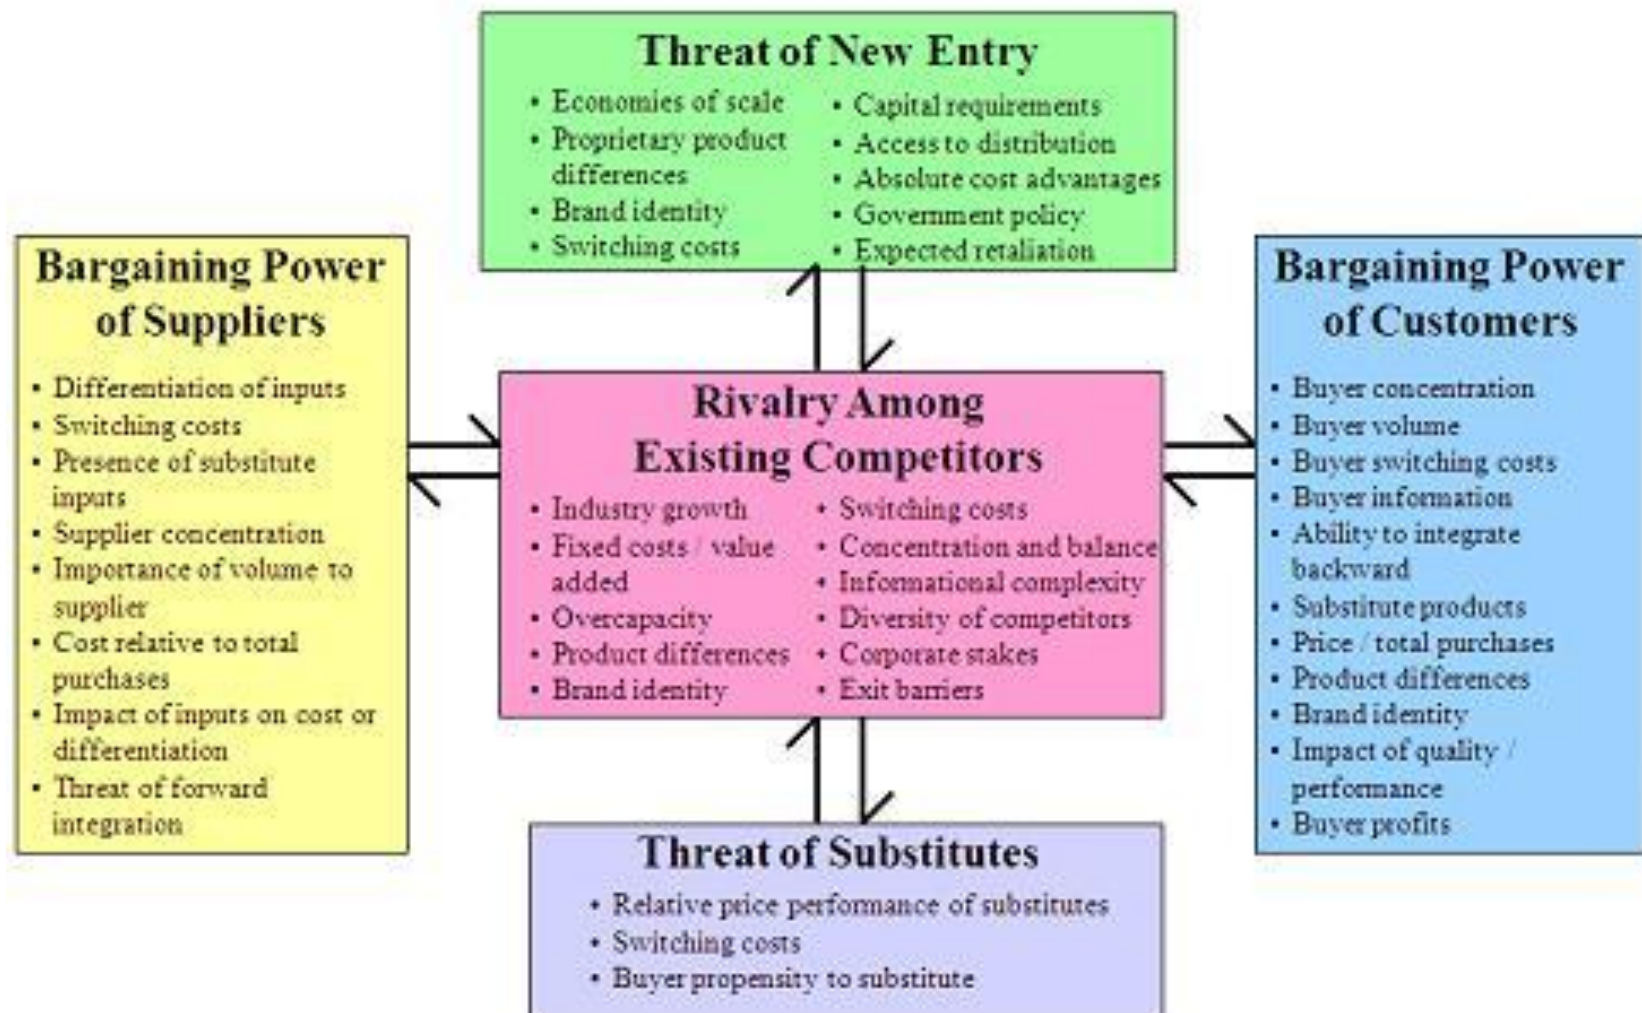 Threat of New Entry
• Economies of scale
• Proprietary product
differences
• Brand identity
• Switching costs
• Capital requirements
• Access to distribution
• Absolute cost advantages
• Government policy
• Expected retaliation
Bargaining Power
of Suppliers
• Differentiation of inputs
• Switching costs
• Presence of substitute
inputs
• Supplier concentration
• Importance of volume to
supplier
• Cost relative to total
purchases
• Impact of inputs on cost or
differentiation
• Threat of forward
integration
Rivalry Among
Existing Competitors
• Industry growth
• Fixed costs / value
added
• Overcapacity
• Product differences
• Brand identity
• Switching costs
• Concentration and balance
• Informational complexity
• Diversity of competitors
• Corporate stakes
• Exit barriers
Bargaining Power
of Customers
• Buyer concentration
• Buyer volume
• Buyer switching costs
• Buyer information
• Ability to integrate
backward
• Substitute products
• Price / total purchases
• Product differences
• Brand identity
• Impact of quality /
performance
• Buyer profits
Threat of Substitutes
• Relative price performance of substitutes
• Switching costs
• Buyer propensity to substitute